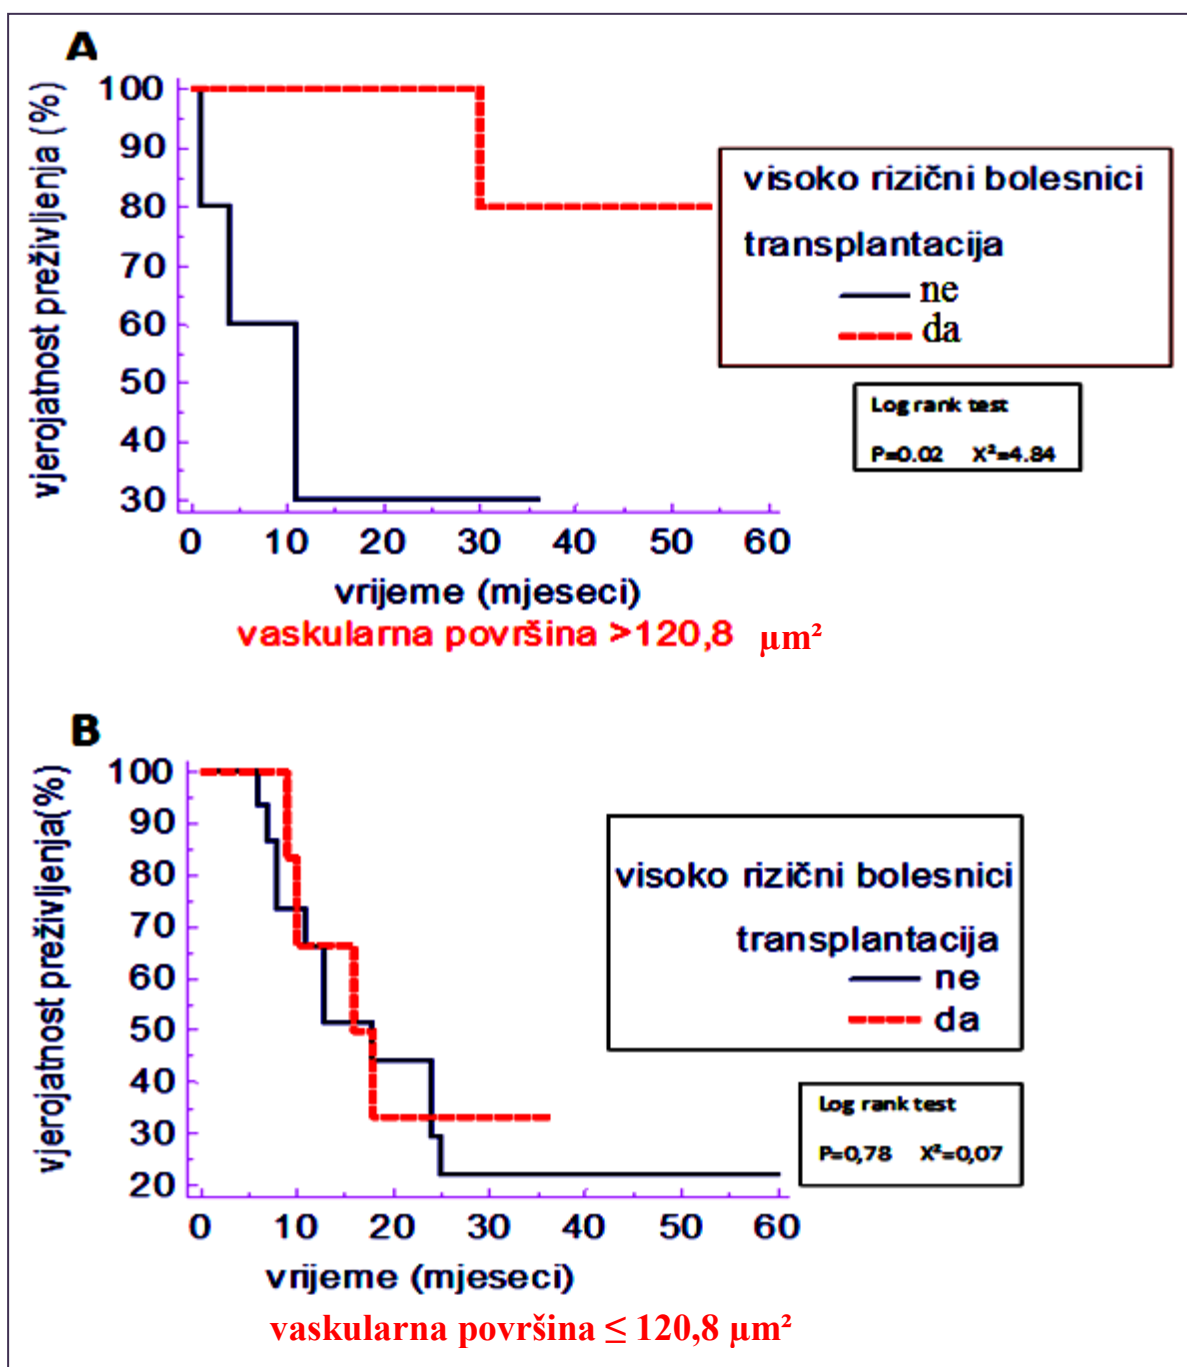 A
vjerojatnost preživljenja (%)
100
90
80
70
60
50
40
30
0 10 20 30 40 50 60
vrijeme (mjeseci)
vaskularna površina >120,8 µm²
visoko rizični bolesnici
transplantacija
ne
da
Log rank test
P=0.02 X²=4.84
B
vjerojatnost preživljenja(%)
100
90
80
70
60
50
40
30
20
0 10 20 30 40 50 60
vrijeme (mjeseci)
vaskularna površina ≤ 120,8 µm²
visoko rizični bolesnici
transplantacija
ne
da
Log rank test
P=0,78 X²=0,07